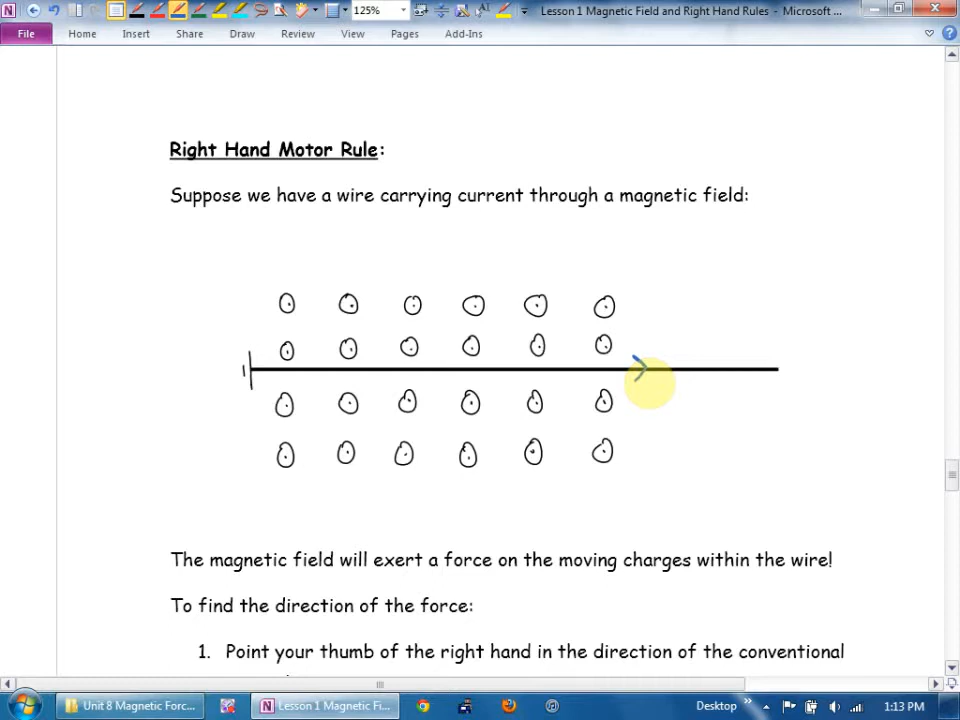 125%
Lesson 1 Magnetic Field and Right Hand Rules - Microsoft ...
File Home Insert Share Draw Review View Pages Add-Ins
Right Hand Motor Rule:
Suppose we have a wire carrying current through a magnetic field:
The magnetic field will exert a force on the moving charges within the wire!
To find the direction of the force:
1. Point your thumb of the right hand in the direction of the conventional
Unit 8 Magnetic Forc... Lesson 1 Magnetic Fi... Desktop 1:13 PM